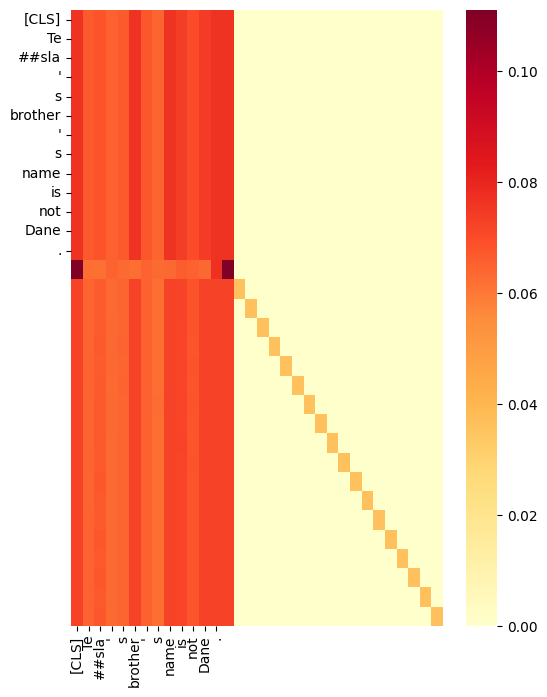 [CLS]
Te
##sla
'
s
brother
'
s
name
is
not
Dane
.
0.10
0.08
0.06
0.04
0.02
0.00
[CLS]
Te
##sla
'
s
brother
'
s
name
is
not
Dane
.